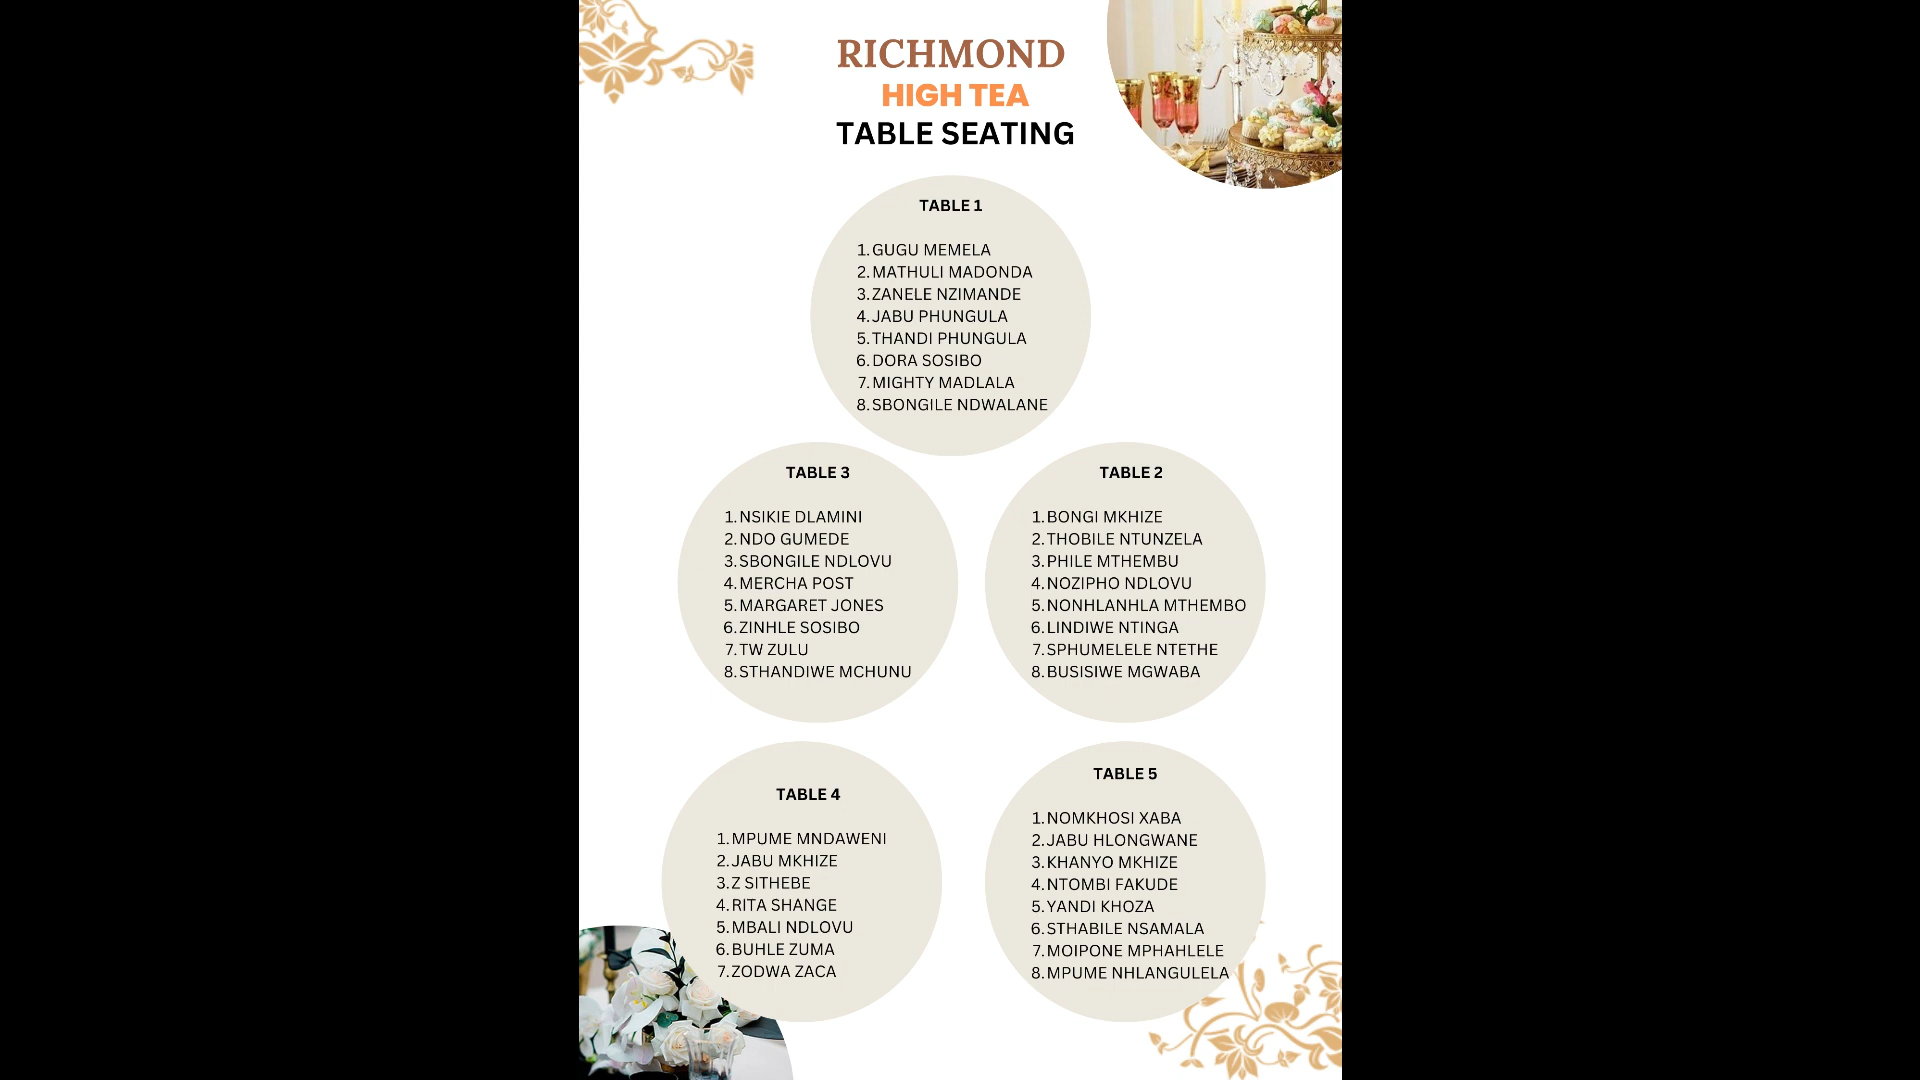 RICHMOND
HIGH TEA
TABLE SEATING
TABLE 1
1. GUGU MEMELA
2. MATHULI MADONDA
3. ZANELE NZIMANDE
4. JABU PHUNGULA
5. THANDI PHUNGULA
6. DORA SOSIBO
7. MIGHTY MADLALA
8. SBONGILE NDWALANE
TABLE 3
1. NSIKIE DLAMINI
2. NDO GUMEDE
3. SBONGILE NDLOVU
4. MERCHA POST
5. MARGARET JONES
6. ZINHLE SOSIBO
7. TW ZULU
8. STHANDIWE MCHUNU
TABLE 2
1. BONGI MKHIZE
2. THOBILE NTUNZELA
3. PHILE MTHEMBU
4. NOZIPHO NDLOVU
5. NONHLANHLA MTHEMBO
6. LINDIWE NTINGA
7. SPHUMELELE NTETHE
8. BUSISIWE MGWABA
TABLE 4
1. MPUME MNDAWENI
2. JABU MKHIZE
3. Z SITHEBE
4. RITA SHANGE
5. MBALI NDLOVU
6. BUHLE ZUMA
7. ZODWA ZACA
TABLE 5
1. NOMKHOSI XABA
2. JABU HLONGWANE
3. KHANYO MKHIZE
4. NTOMBI FAKUDE
5. YANDI KHOZA
6. STHABILE NSAMALA
7. MOIPONE MPHAHLELE
8. MPUME NHLANGULELA